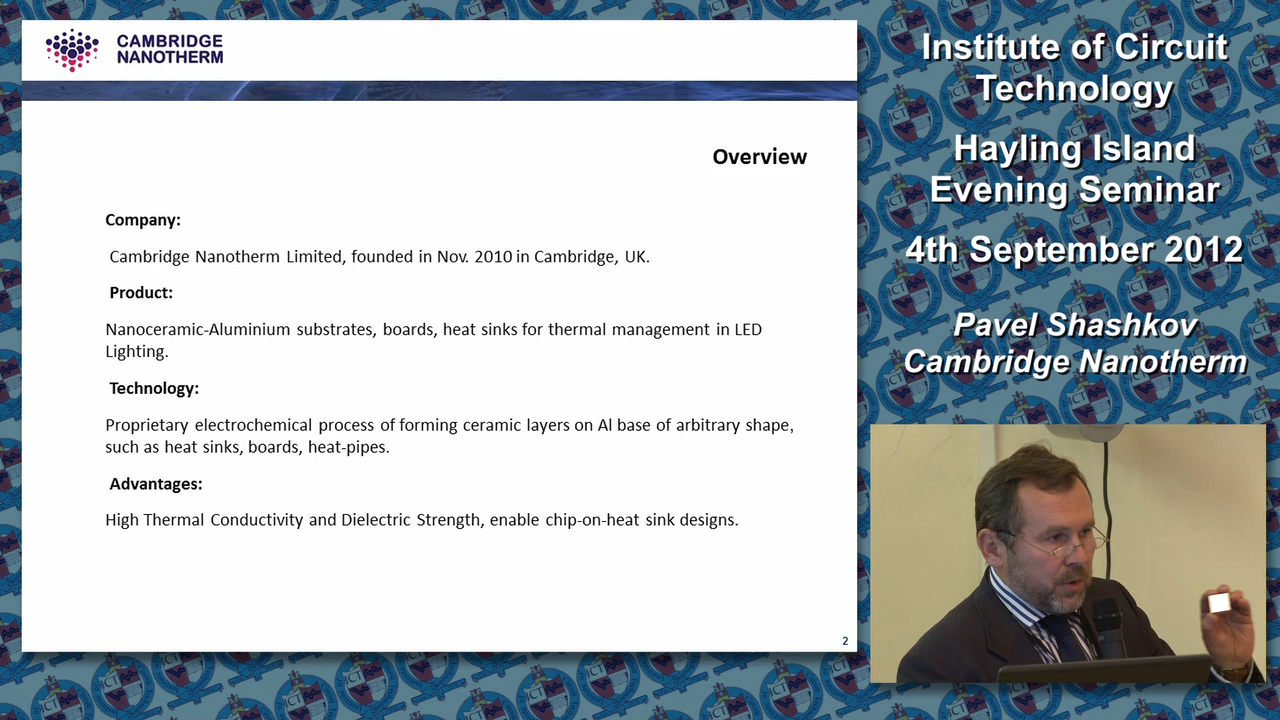 CAMBRIDGE
NANOTHERM
Overview
Company:
Cambridge Nanotherm Limited, founded in Nov. 2010 in Cambridge, UK.
Product:
Nanoceramic-Aluminium substrates, boards, heat sinks for thermal management in LED
Lighting.
Technology:
Proprietary electrochemical process of forming ceramic layers on Al base of arbitrary shape,
such as heat sinks, boards, heat-pipes.
Advantages:
High Thermal Conductivity and Dielectric Strength, enable chip-on-heat sink designs.
2
Institute of Circuit
Technology
Hayling Island
Evening Seminar
4th September 2012
Pavel Shashkov
Cambridge Nanotherm